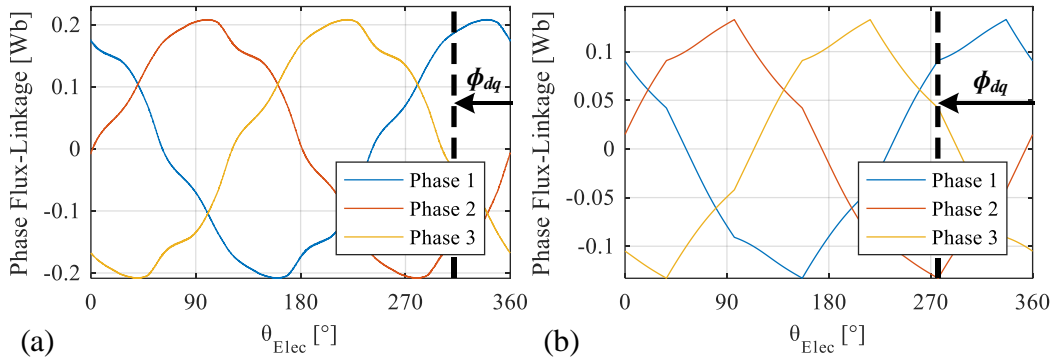 Phase Flux-Linkage [Wb]
0.2
0.1
0
-0.1
-0.2
ϕdq
Phase 1
Phase 2
Phase 3
0
90
180
270
360
θElec [°]
(a)
Phase Flux-Linkage [Wb]
0.1
0.05
0
-0.05
-0.1
ϕdq
Phase 1
Phase 2
Phase 3
0
90
180
270
360
θElec [°]
(b)